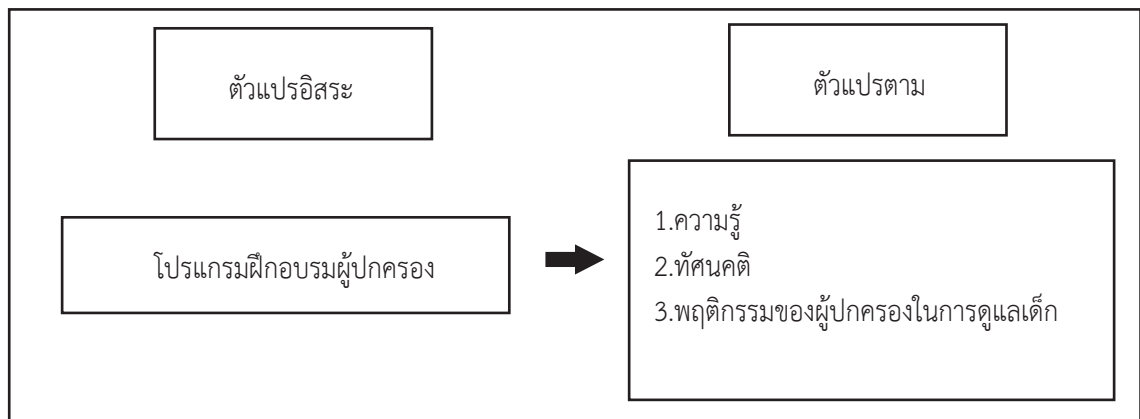 ตัวแปรอิสระ
ตัวแปรตาม
โปรแกรมฝึกอบรมผู้ปกครอง
1.ความรู้
2.ทัศนคติ
3.พฤติกรรมของผู้ปกครองในการดูแลเด็ก